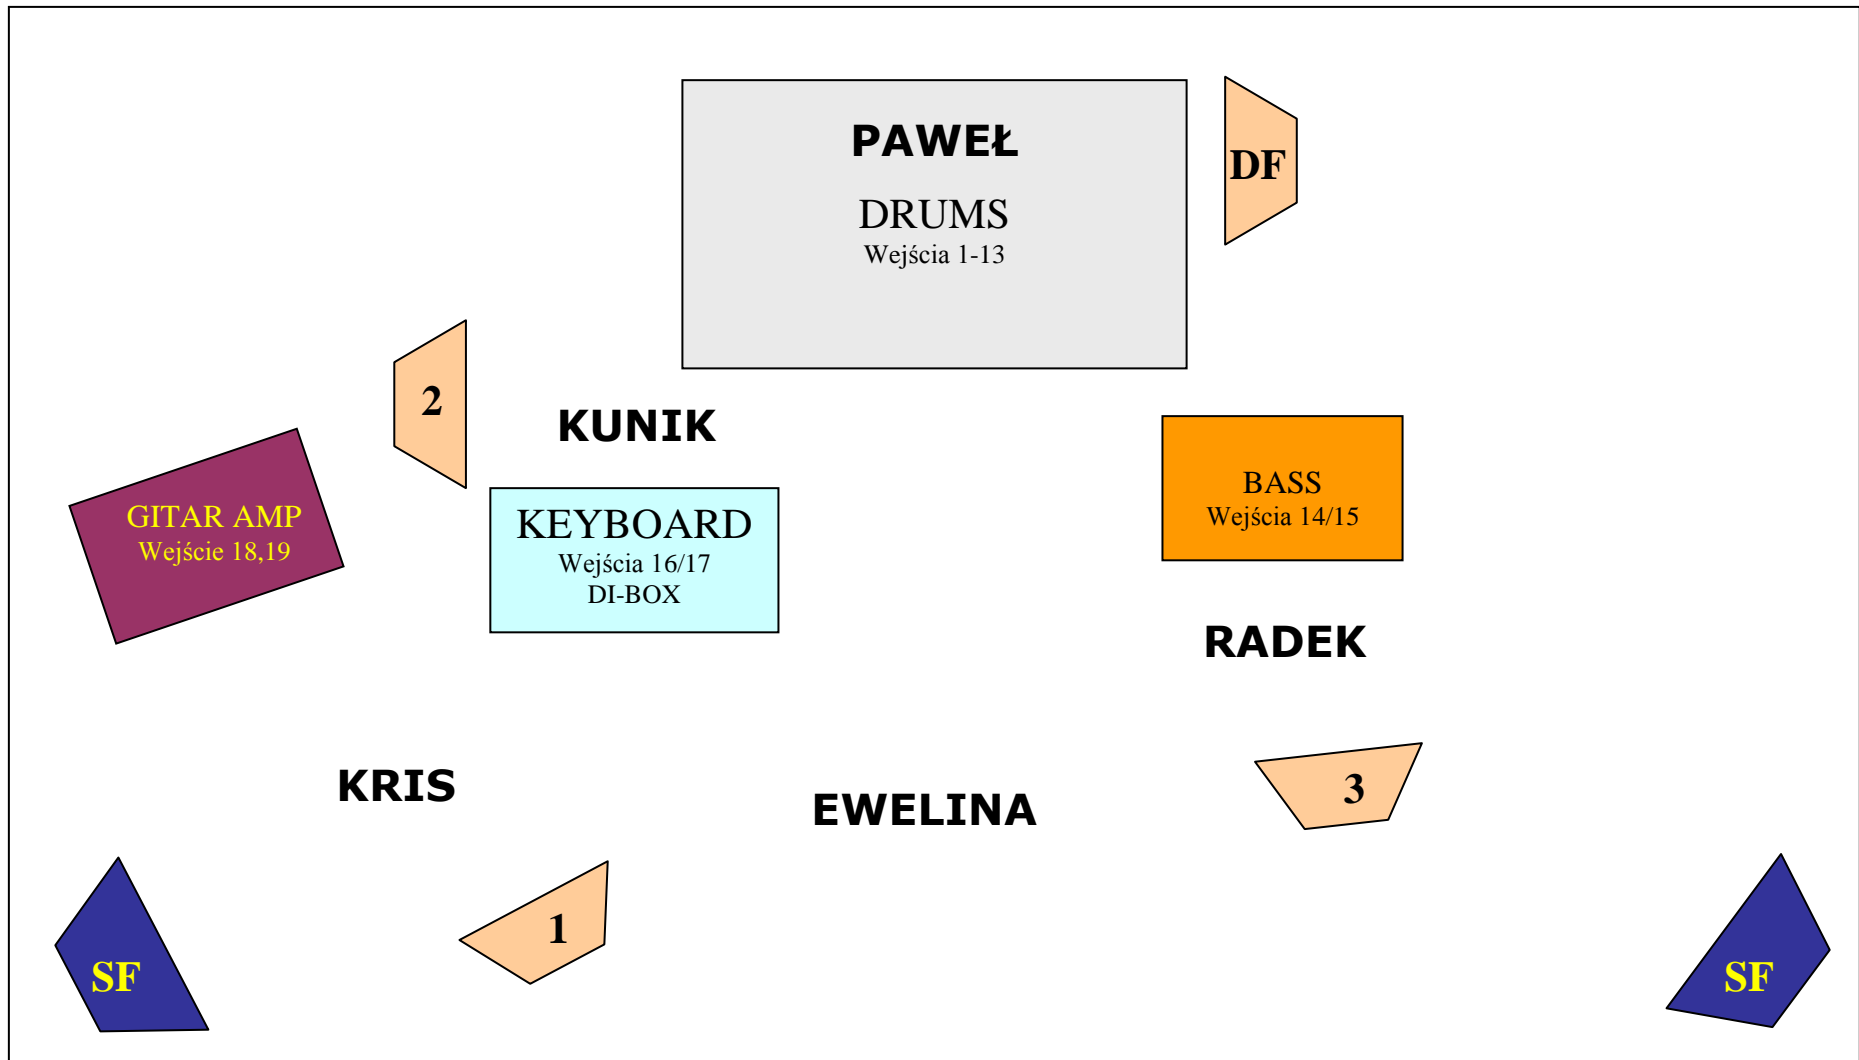 PAWEŁ
DF
DRUMS
Wejścia 1-13
2
KUNIK
GITAR AMP
Wejście 18,19
KEYBOARD
Wejścia 16/17
DI-BOX
BASS
Wejścia 14/15
RADEK
KRIS
EWELINA
3
1
SF
SF